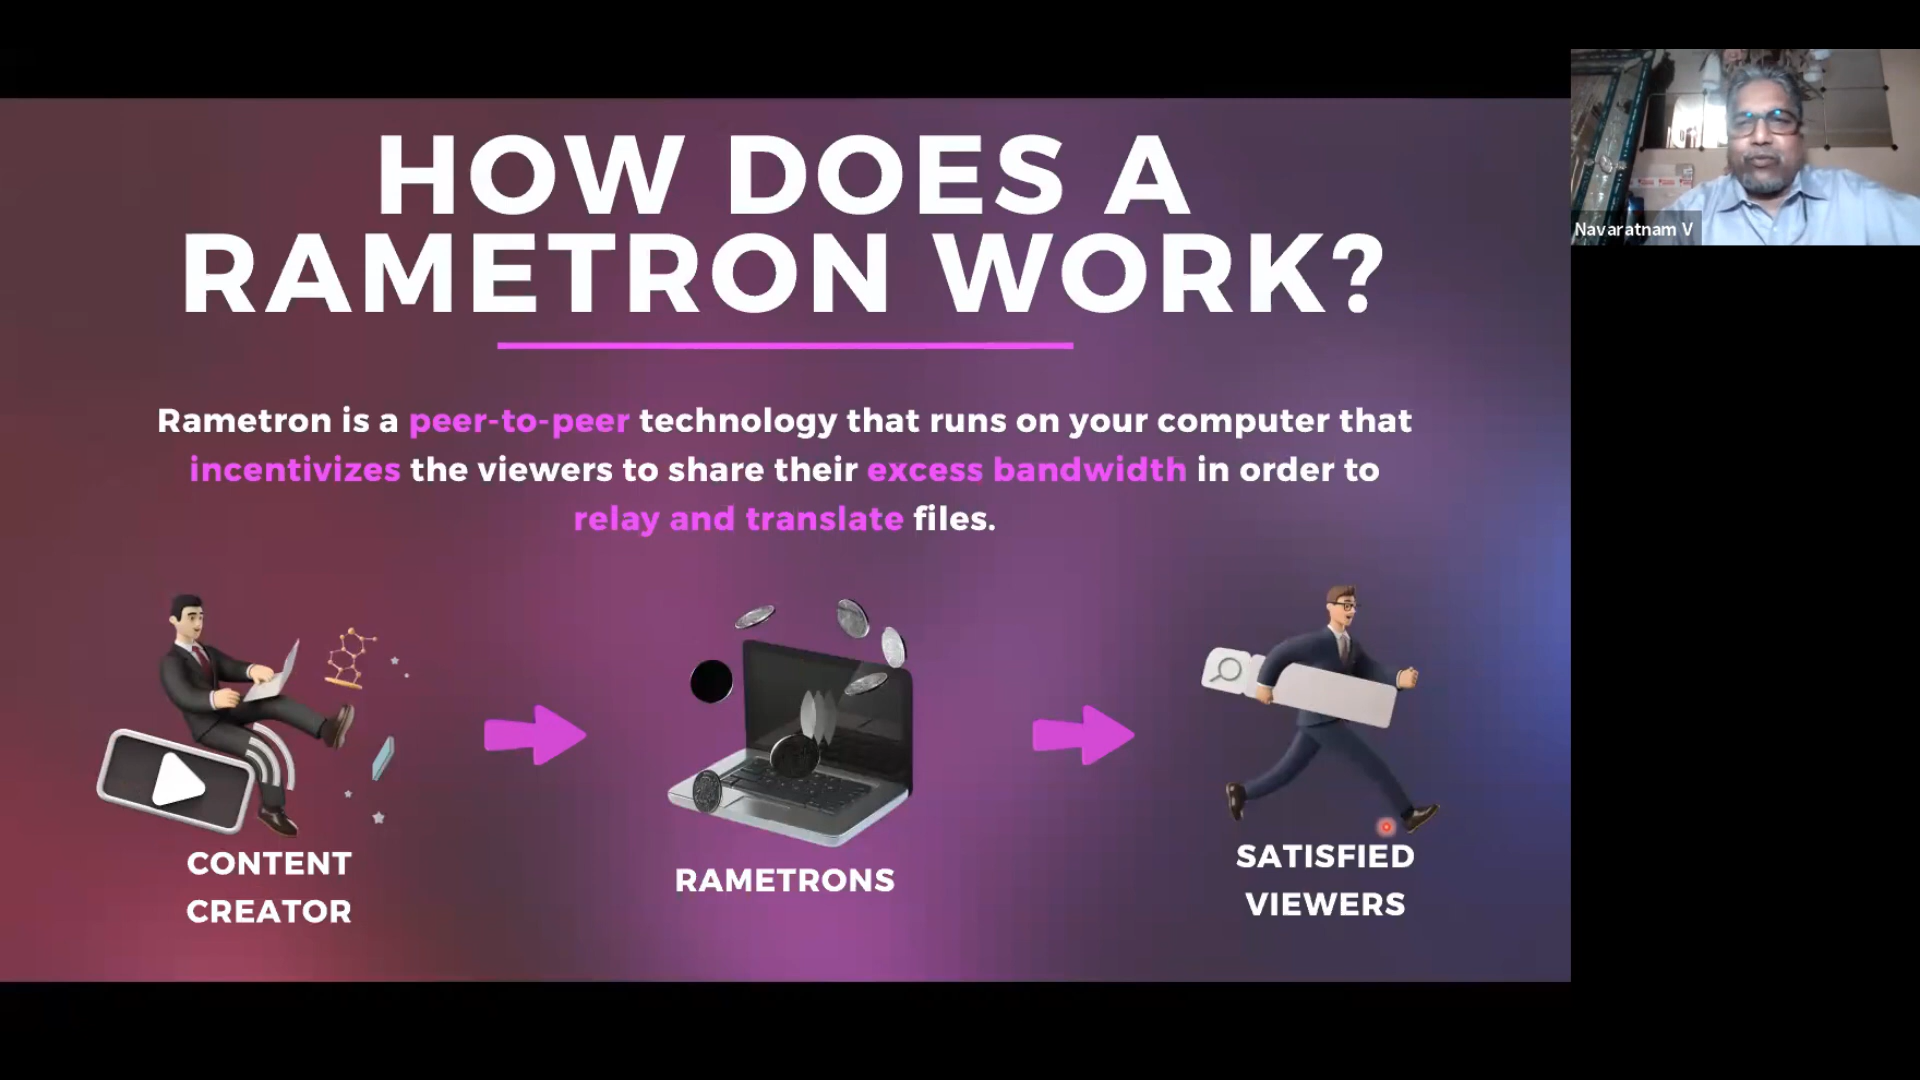 HOW DOES A
RAMETRON WORK?
Rametron is a peer-to-peer technology that runs on your computer that
incentivizes the viewers to share their excess bandwidth in order to
relay and translate files.
CONTENT
CREATOR
RAMETRONS
SATISFIED
VIEWERS
Navaratnam V